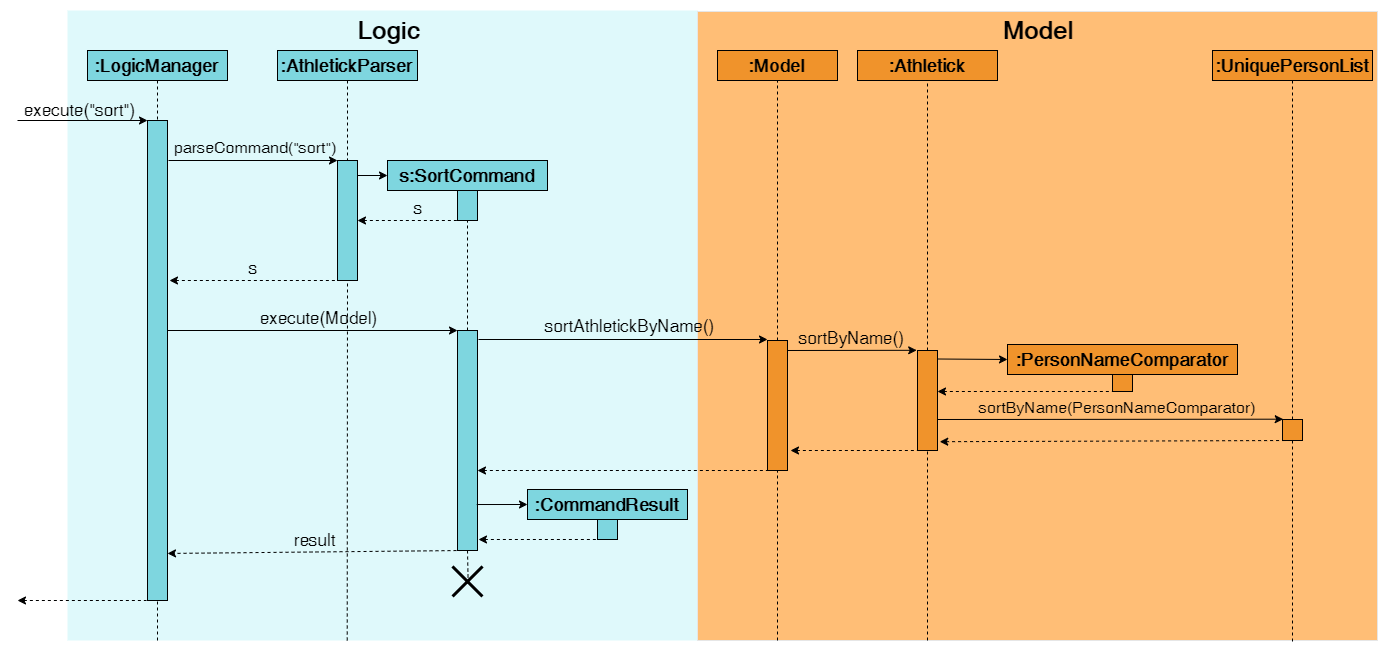 Logic
Model
:LogicManager
:AthletickParser
:Model
:Athletick
:UniquePersonList
execute("sort")
parseCommand("sort")
s:SortCommand
s
s
execute(Model)
sortAthletickByName()
sortByName()
:PersonNameComparator
sortByName(PersonNameComparator)
:CommandResult
result